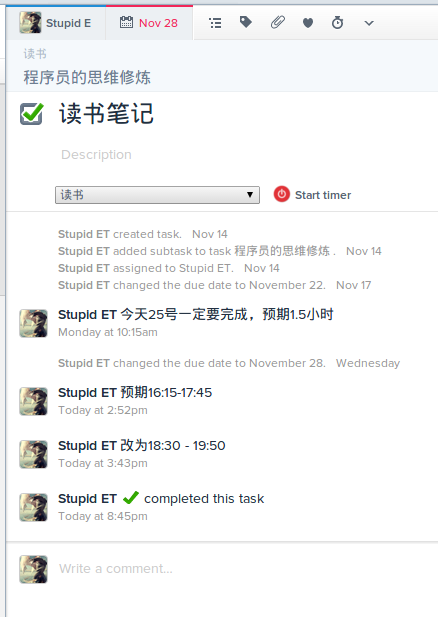 Stupid E
Nov 28
读书
程序员的思维修炼
读书笔记
Description
读书
Start timer
Stupid ET created task. Nov 14
Stupid ET added subtask to task 程序员的思维修炼 . Nov 14
Stupid ET assigned to Stupid ET. Nov 14
Stupid ET changed the due date to November 22. Nov 17
Stupid ET 今天25号一定要完成，预期1.5小时
Monday at 10:15am
Stupid ET changed the due date to November 28. Wednesday
Stupid ET 预期16:15-17:45
Today at 2:52pm
Stupid ET 改为18:30 - 19:50
Today at 3:43pm
Stupid ET completed this task
Today at 8:45pm
Write a comment...